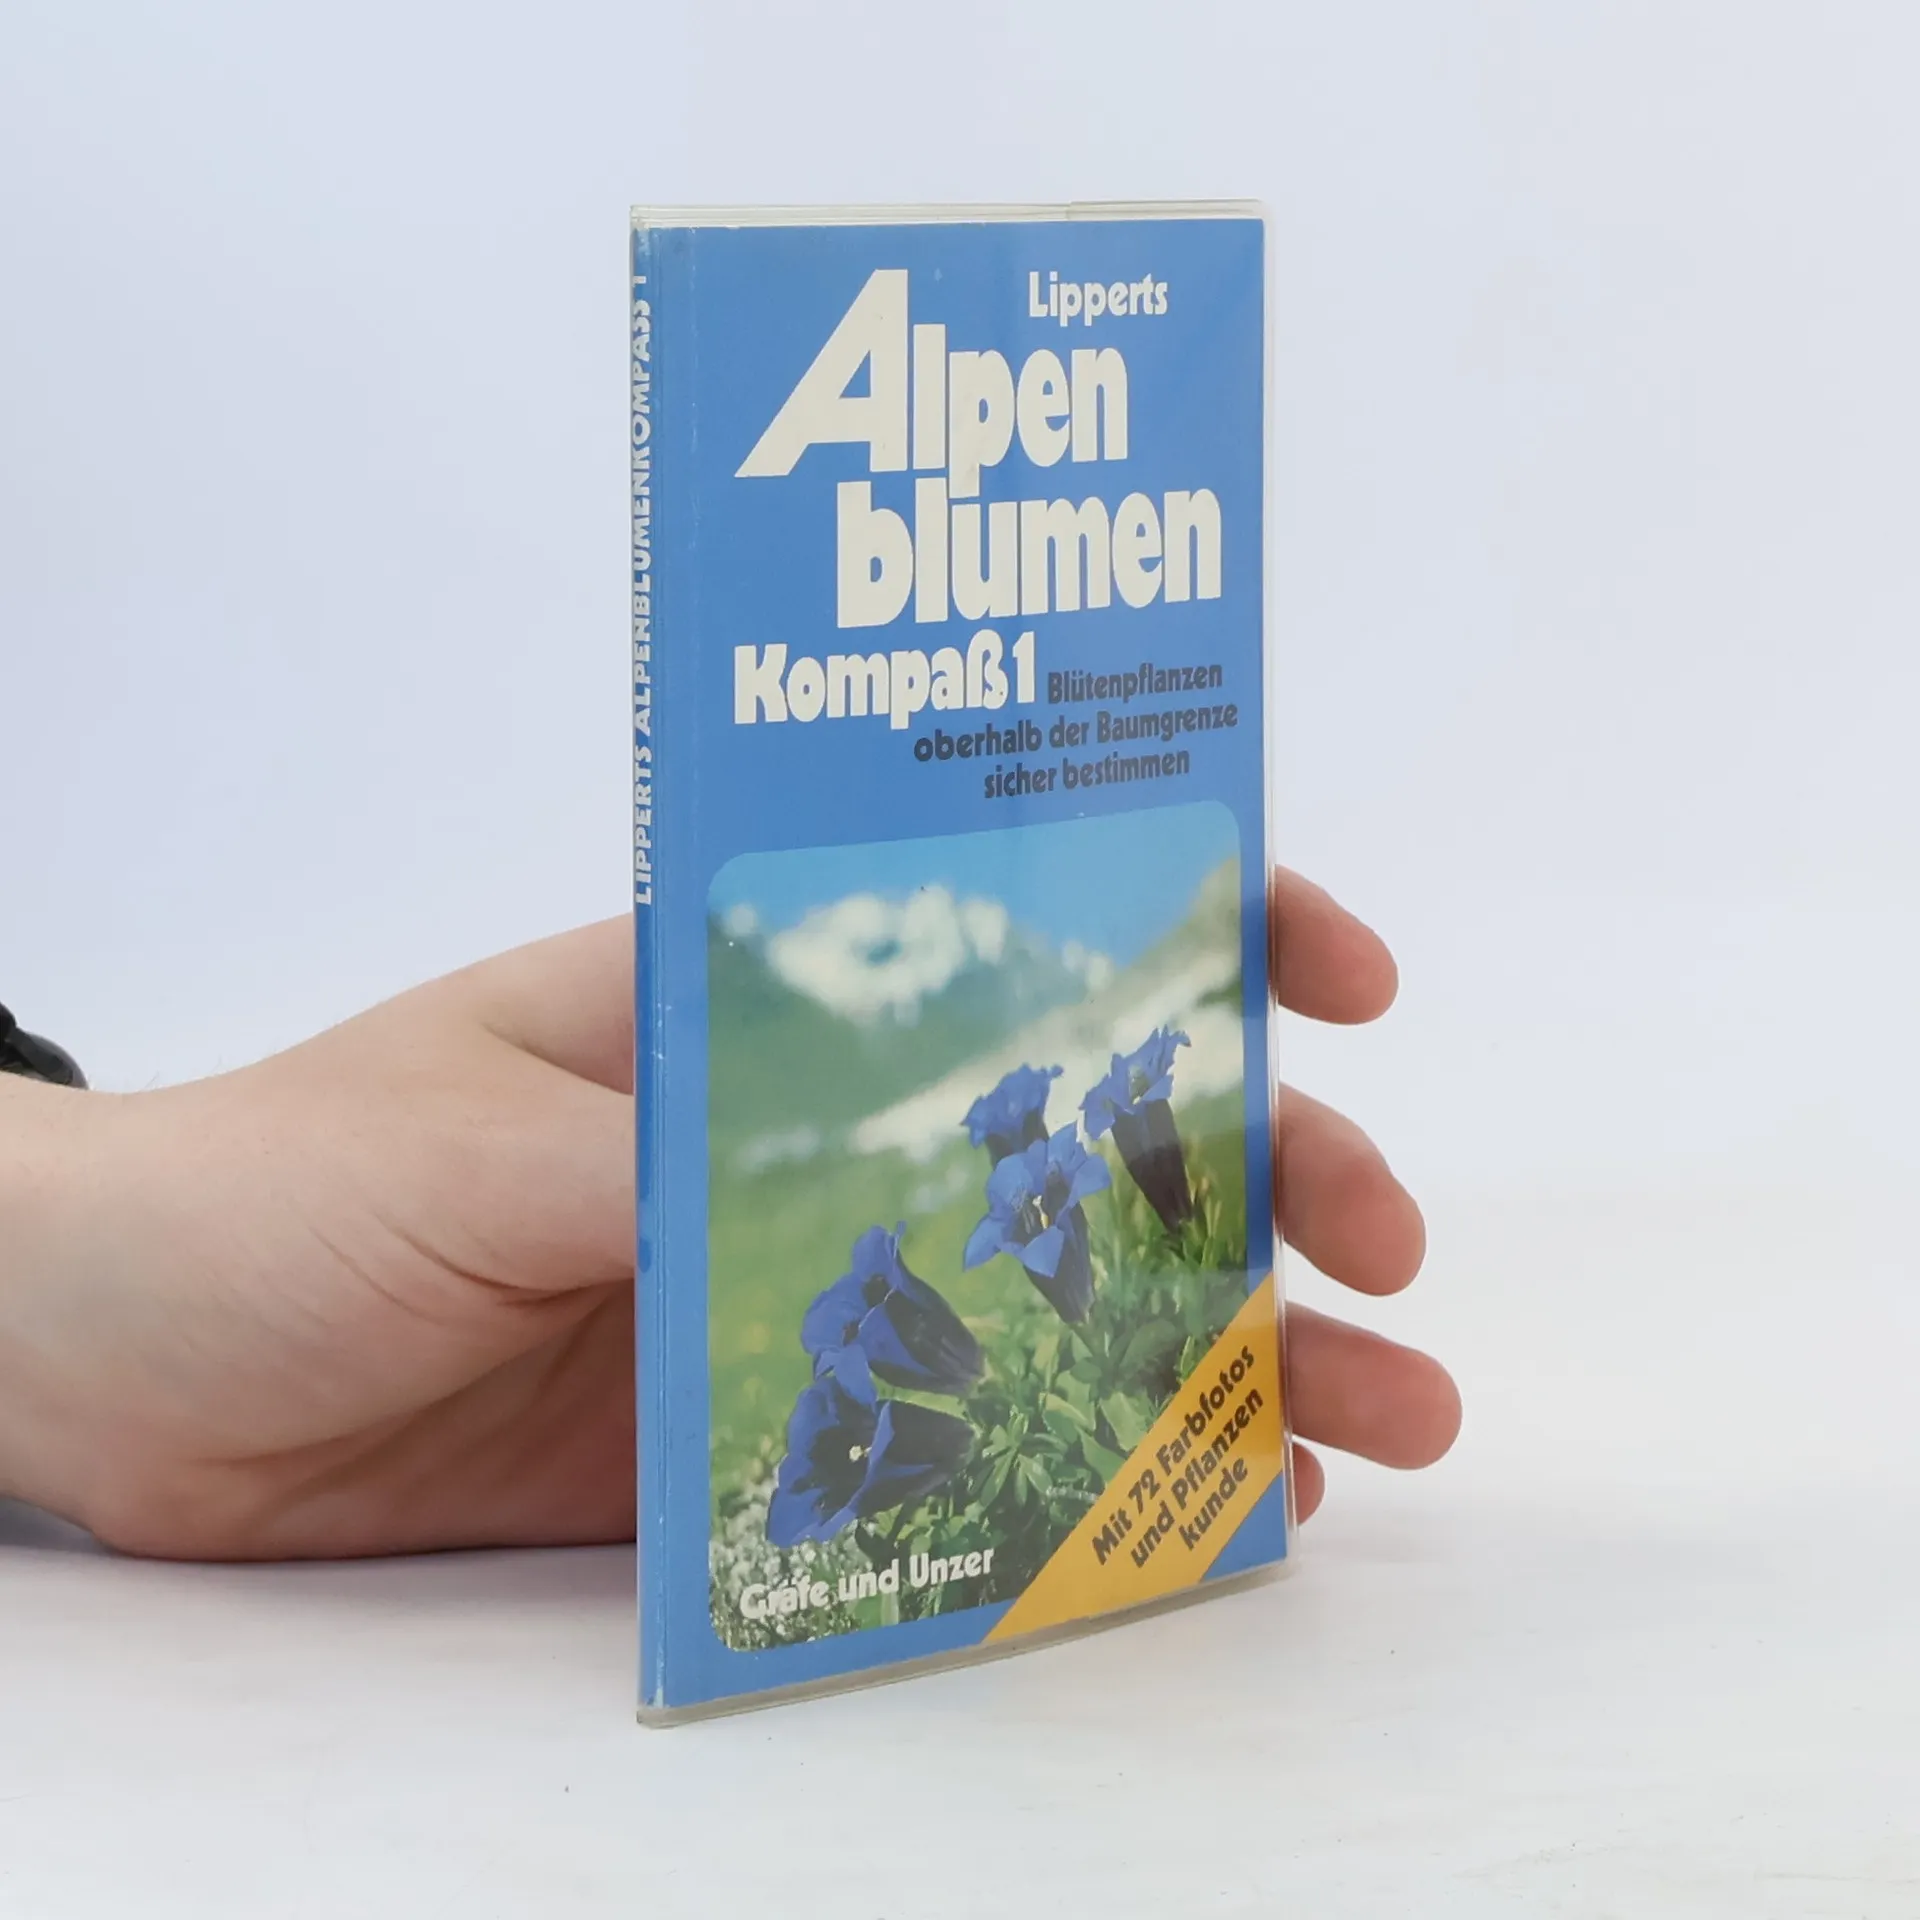 LIPPERTS ALPENBLUMENKOMPASS 1
Lipperts
Alpen
blumen
Kompaß 1 Blütenpflanzen
oberhalb der Baumgrenze
sicher bestimmen
Mit 72 Farbfotos
und Pflanzen
kunde
Gräfe und Unzer